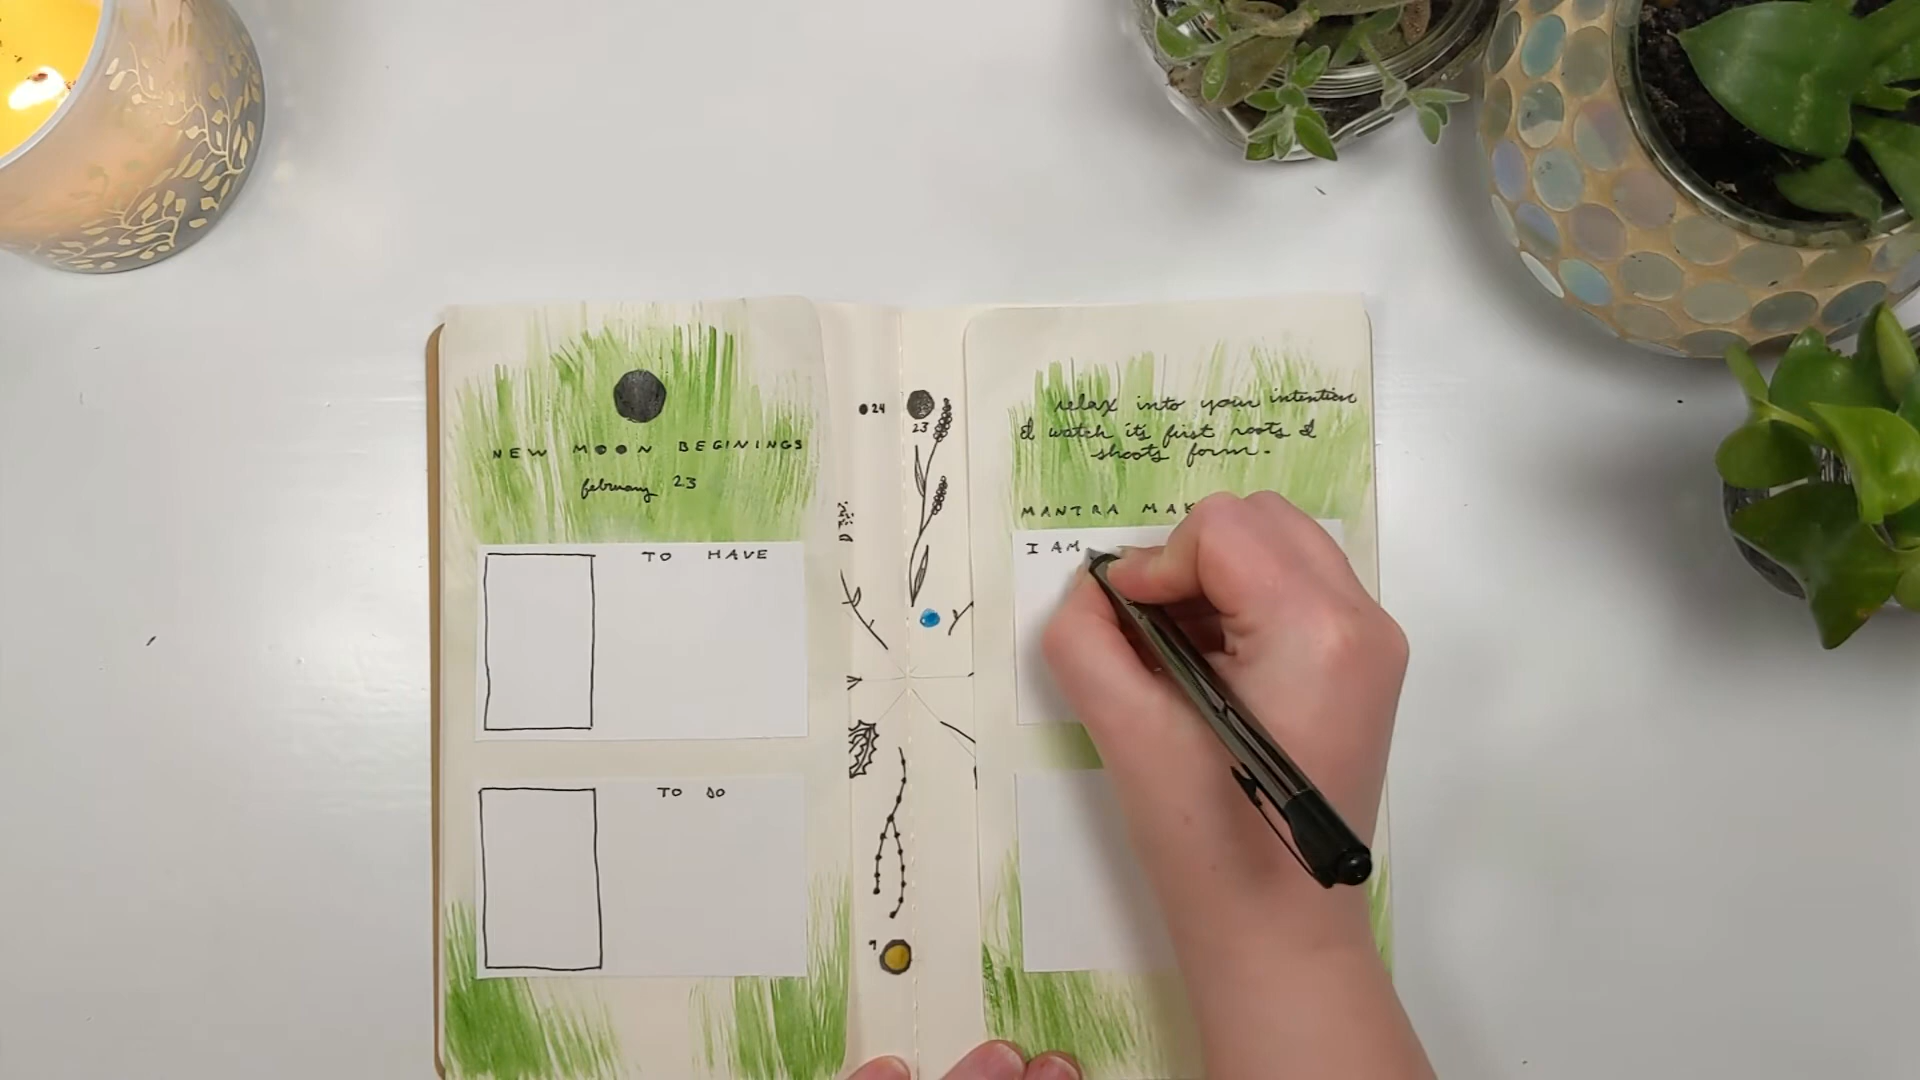 NEW MOON BEGININGS
february 23
TO HAVE
TO DO
24
23
9
relax into your intention
& watch its first roots &
shoots form.
MANTRA
I AM